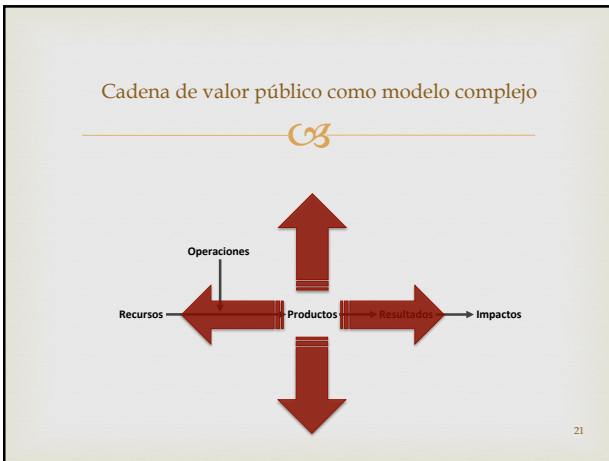 Cadena de valor público como modelo complejo
Operaciones
Recursos Productos Resultados Impactos
21